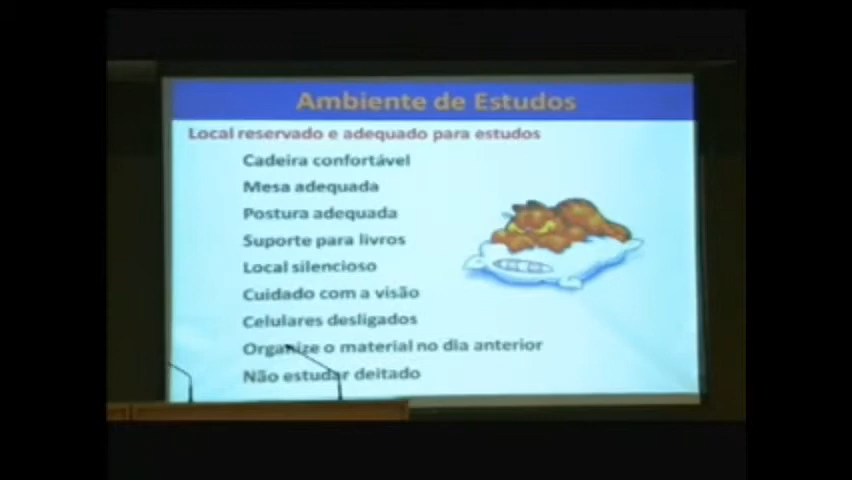 Ambiente de Estudos
Local reservado e adequado para estudos
Cadeira confortável
Mesa adequada
Postura adequada
Suporte para livros
Local silencioso
Cuidado com a visão
Celulares desligados
Organize o material no dia anterior
Não estudar deitado